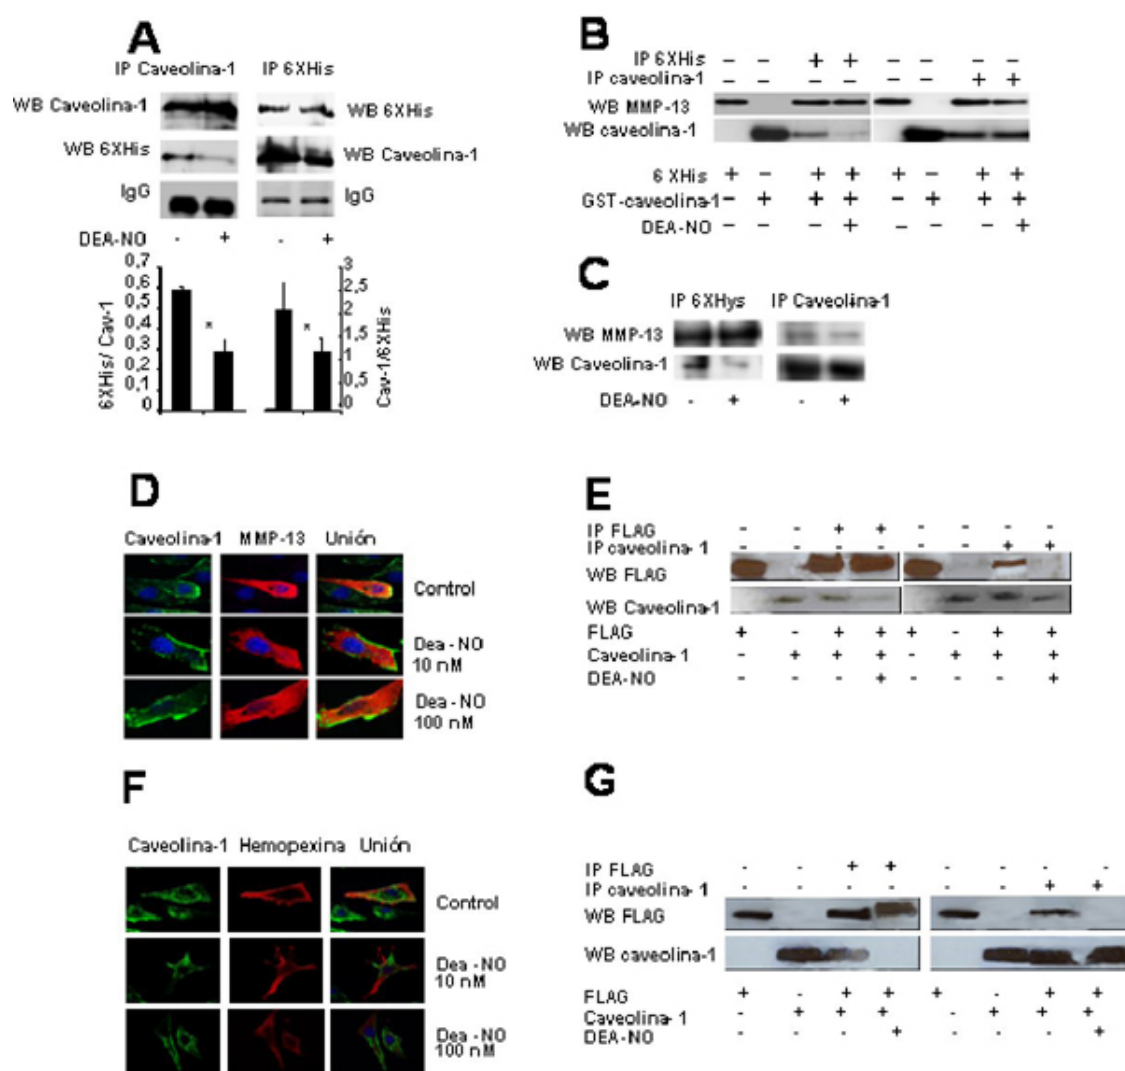 A
IP Caveolina-1 IP 6XHis
WB Caveolina-1 WB 6XHis
WB 6XHis WB Caveolina-1
IgG IgG
DEA-NO - + - +
0,7 3
0,6 2,5
0,5 2
0,4
0,3 1,5
0,2 1
0,1 0,5
0 0
* *
6XHis/ Cav-1
Cav-1/6XHis
B
IP 6XHis - - + + - - - -
IP caveolina-1 - - - - - - + +
WB MMP-13
WB caveolina-1
6 XHis + - + + + - + +
GST-caveolina-1 - + + + - + + +
DEA-NO - - - + - - - +
C
IP 6XHys IP Caveolina-1
WB MMP-13
WB Caveolina-1
DEA-NO - + - +
D
Caveolina-1 MMP-13 Unión
Control
Dea - NO
10 nM
Dea - NO
100 nM
E
IP FLAG - - + + - - - -
IP caveolina-1 - - - - - - + +
WB FLAG
WB Caveolina-1
FLAG + - + + + - + +
Caveolina-1 - + + + - + + +
DEA-NO - - - + - - - +
F
Caveolina-1 Hemopexina Unión
Control
Dea - NO
10 nM
Dea - NO
100 nM
G
IP FLAG - - + + - - - -
IP caveolina-1 - - - - - - + +
WB FLAG
WB caveolina-1
FLAG + - + + + - + +
Caveolina-1 - + + + - + + +
DEA-NO - - - + - - - +